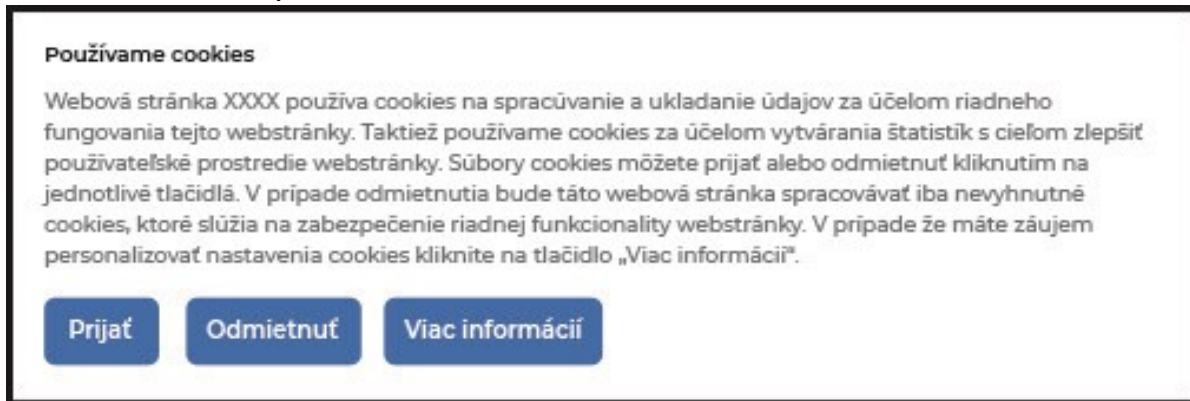 Používame cookies
Webová stránka XXXX používa cookies na spracúvanie a ukladanie údajov za účelom riadneho
fungovania tejto webstránky. Taktiež používame cookies za účelom vytvárania štatistík s cieľom zlepšiť
používateľské prostredie webstránky. Súbory cookies môžete prijať alebo odmietnuť kliknutím na
jednotlivé tlačidlá. V prípade odmietnutia bude táto webová stránka spracovávať iba nevyhnutné
cookies, ktoré slúžia na zabezpečenie riadnej funkcionality webstránky. V prípade že máte záujem
personalizovať nastavenia cookies kliknite na tlačidlo „Viac informácií“.
Prijať Odmietnuť Viac informácií